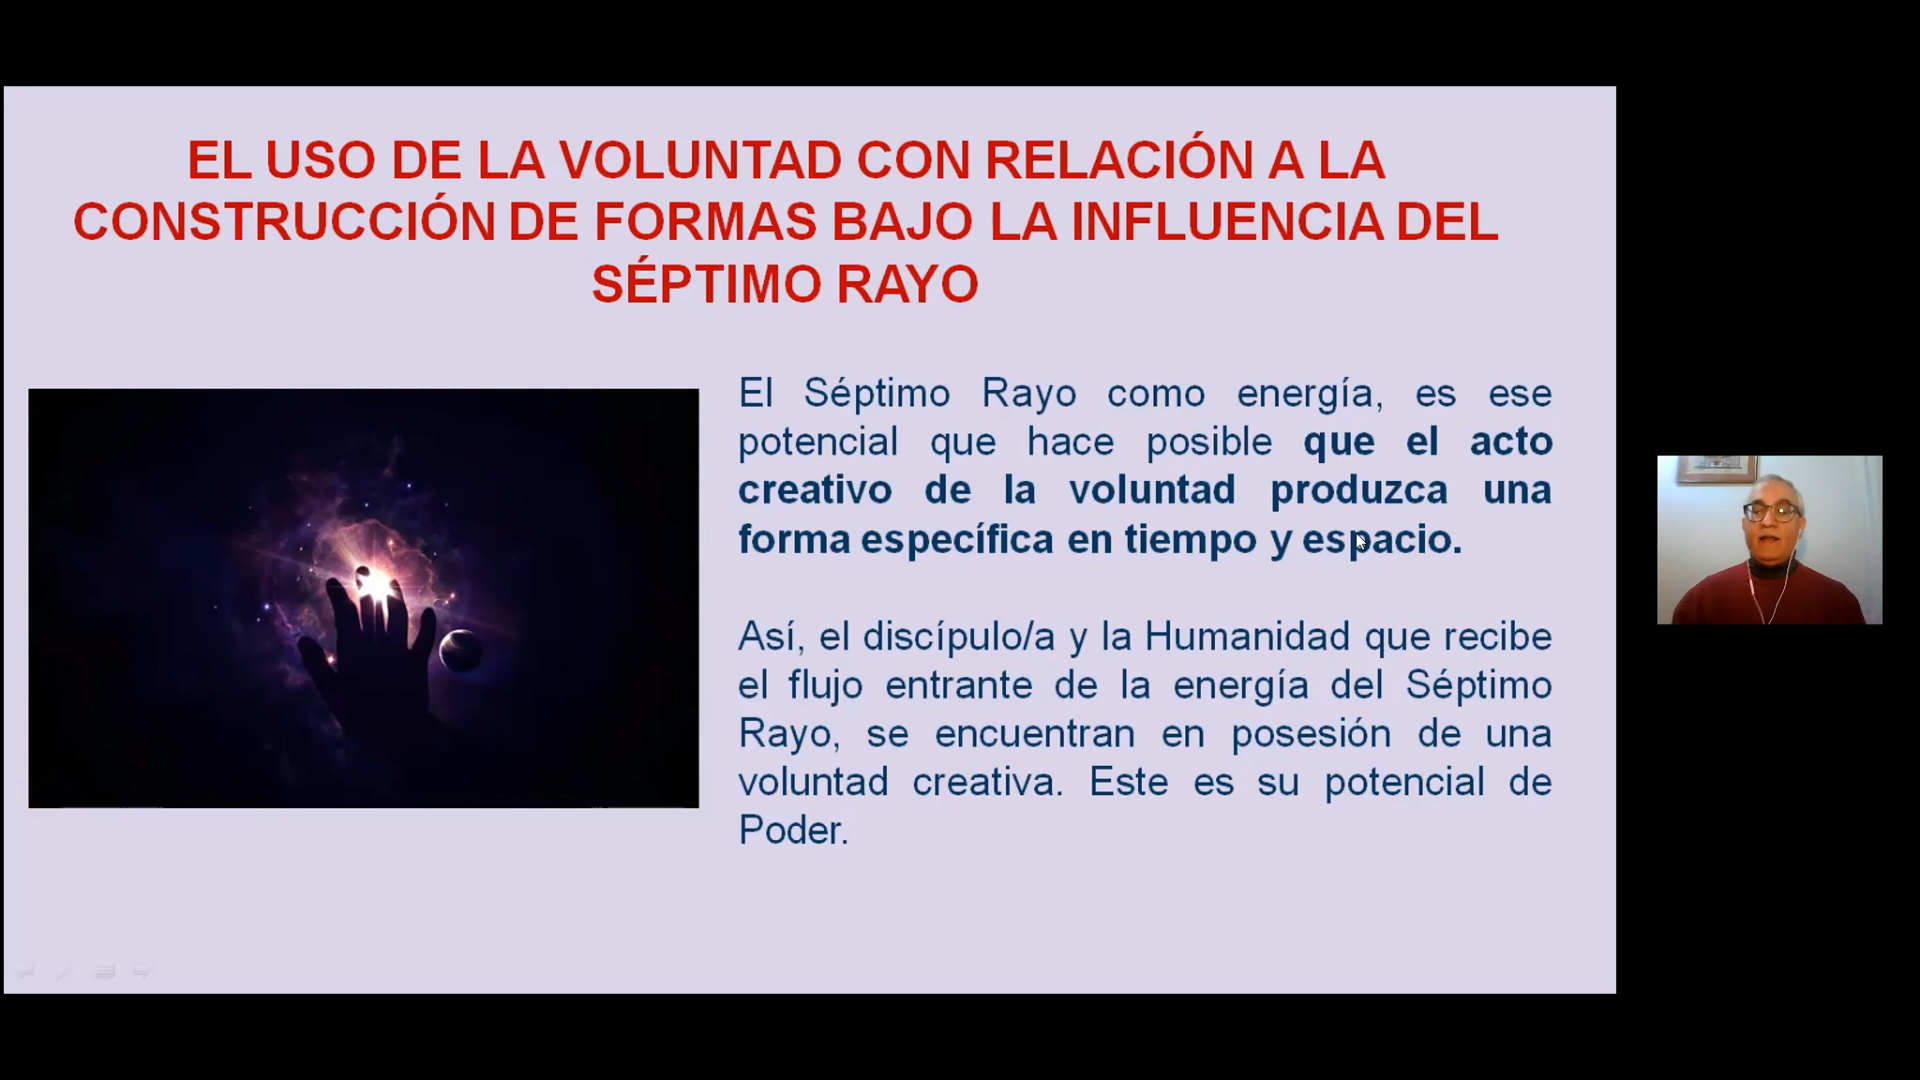 EL USO DE LA VOLUNTAD CON RELACIÓN A LA
CONSTRUCCIÓN DE FORMAS BAJO LA INFLUENCIA DEL
SÉPTIMO RAYO
El Séptimo Rayo como energía, es ese
potencial que hace posible que el acto
creativo de la voluntad produzca una
forma específica en tiempo y espacio.
Así, el discípulo/a y la Humanidad que recibe
el flujo entrante de la energía del Séptimo
Rayo, se encuentran en posesión de una
voluntad creativa. Este es su potencial de
Poder.